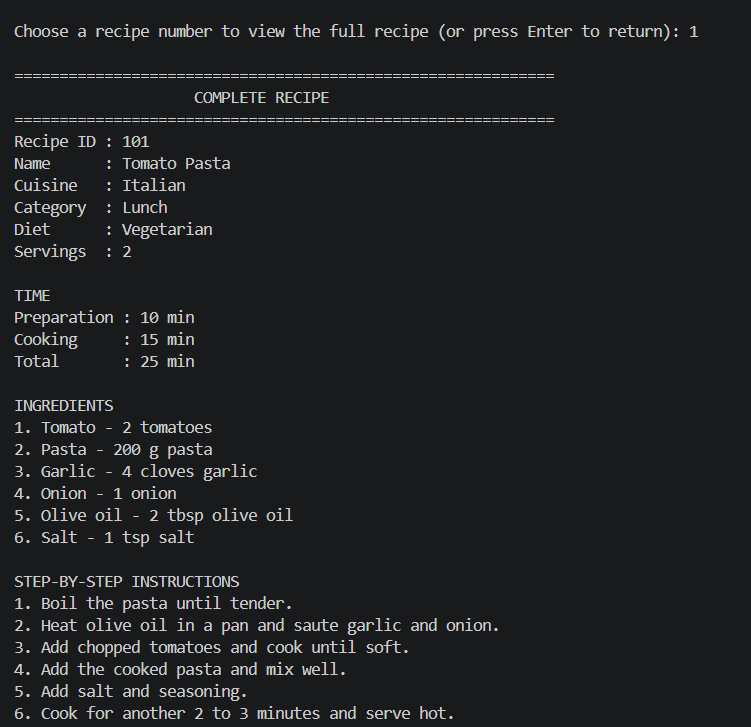 Choose a recipe number to view the full recipe (or press Enter to return): 1
============================================================
COMPLETE RECIPE
============================================================
Recipe ID : 101
Name      : Tomato Pasta
Cuisine   : Italian
Category  : Lunch
Diet      : Vegetarian
Servings  : 2
TIME
Preparation : 10 min
Cooking     : 15 min
Total       : 25 min
INGREDIENTS
1. Tomato - 2 tomatoes
2. Pasta - 200 g pasta
3. Garlic - 4 cloves garlic
4. Onion - 1 onion
5. Olive oil - 2 tbsp olive oil
6. Salt - 1 tsp salt
STEP-BY-STEP INSTRUCTIONS
1. Boil the pasta until tender.
2. Heat olive oil in a pan and saute garlic and onion.
3. Add chopped tomatoes and cook until soft.
4. Add the cooked pasta and mix well.
5. Add salt and seasoning.
6. Cook for another 2 to 3 minutes and serve hot.